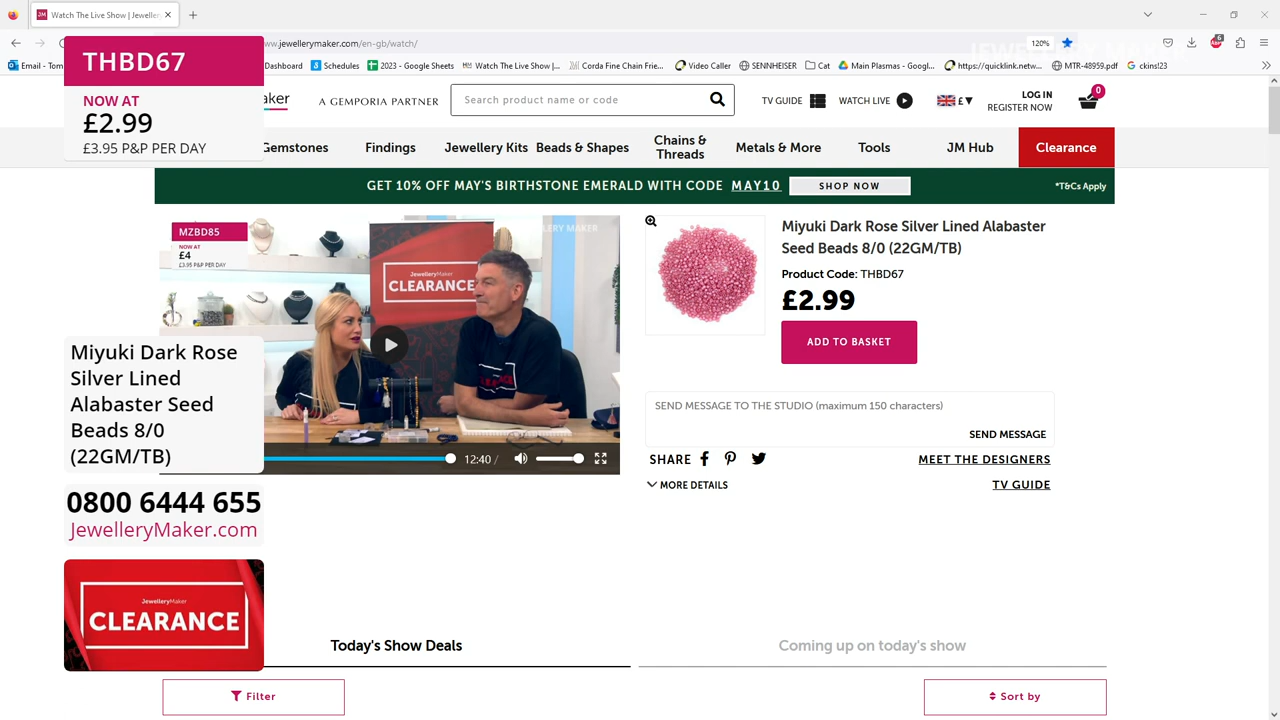 Watch The Live Show | Jeweller
THBD67
NOW AT
£2.99
£3.95 P&P PER DAY
ww.jewellerymaker.com/en-gb/watch/
120%
6
Email - Tom
Dashboard
Schedules
2023 - Google Sheets
Watch The Live Show |...
Corda Fine Chain Frie...
Video Caller
SENNHEISER
Cat
Main Plasmas - Googl...
https://quicklink.netw...
MTR-48959.pdf
ckins!23
aker
A GEMPORIA PARTNER
Search product name or code
TV GUIDE
WATCH LIVE
£
LOG IN
REGISTER NOW
0
Gemstones
Findings
Jewellery Kits
Beads & Shapes
Chains & Threads
Metals & More
Tools
JM Hub
Clearance
GET 10% OFF MAY'S BIRTHSTONE EMERALD WITH CODE MAY10
SHOP NOW
*T&Cs Apply
MZBD85
NOW AT
£4
£3.95 P&P PER DAY
JewelleryMaker
CLEARANCE
12:40 /
Miyuki Dark Rose Silver Lined Alabaster
Seed Beads 8/0 (22GM/TB)
Product Code: THBD67
£2.99
ADD TO BASKET
SEND MESSAGE TO THE STUDIO (maximum 150 characters)
SEND MESSAGE
SHARE
MEET THE DESIGNERS
MORE DETAILS
TV GUIDE
Miyuki Dark Rose
Silver Lined
Alabaster Seed
Beads 8/0
(22GM/TB)
0800 6444 655
JewelleryMaker.com
JewelleryMaker
CLEARANCE
Today's Show Deals
Coming up on today's show
Filter
Sort by